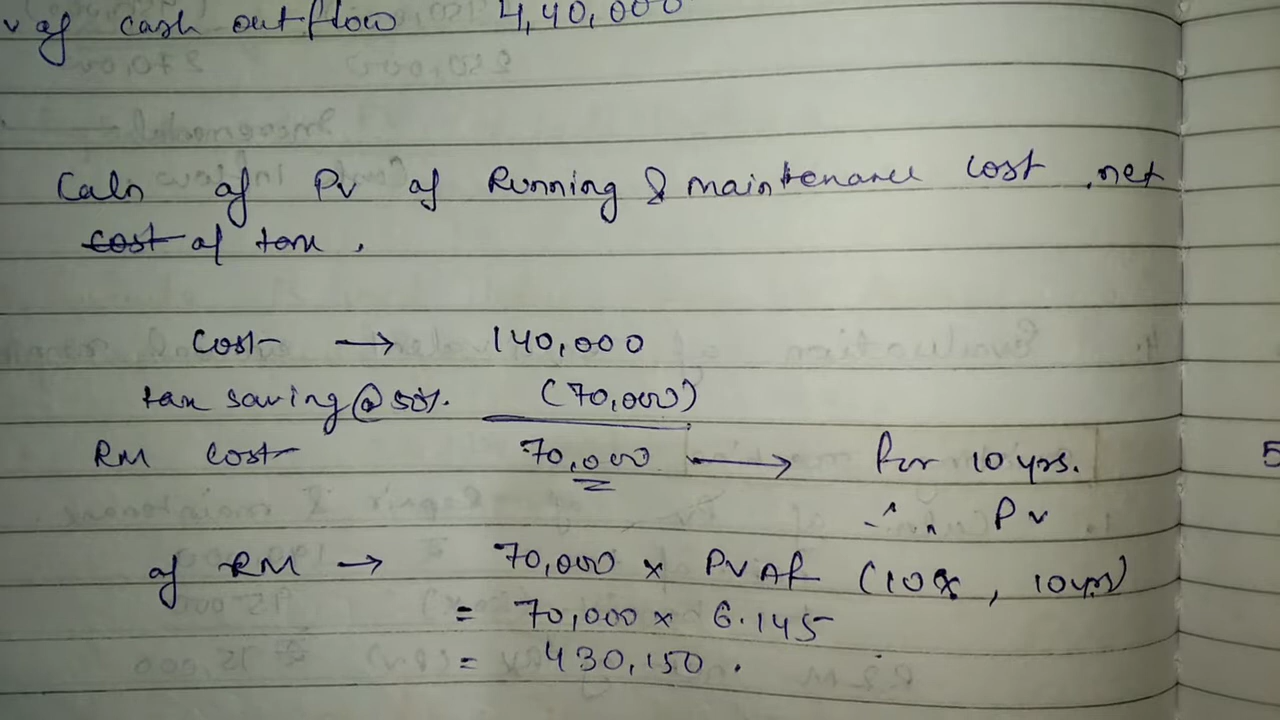 v of cash outflow 4,40,000
Caln of PV of Running & maintenance cost net
cost of tax.
Cost → 140,000
tax saving @ 50%. (70,000)
RM cost 70,000 → for 10 yrs.
∴ PV
of RM → 70,000 x PVAF (10%, 10yrs)
= 70,000 x 6.145
= 430,150.
5